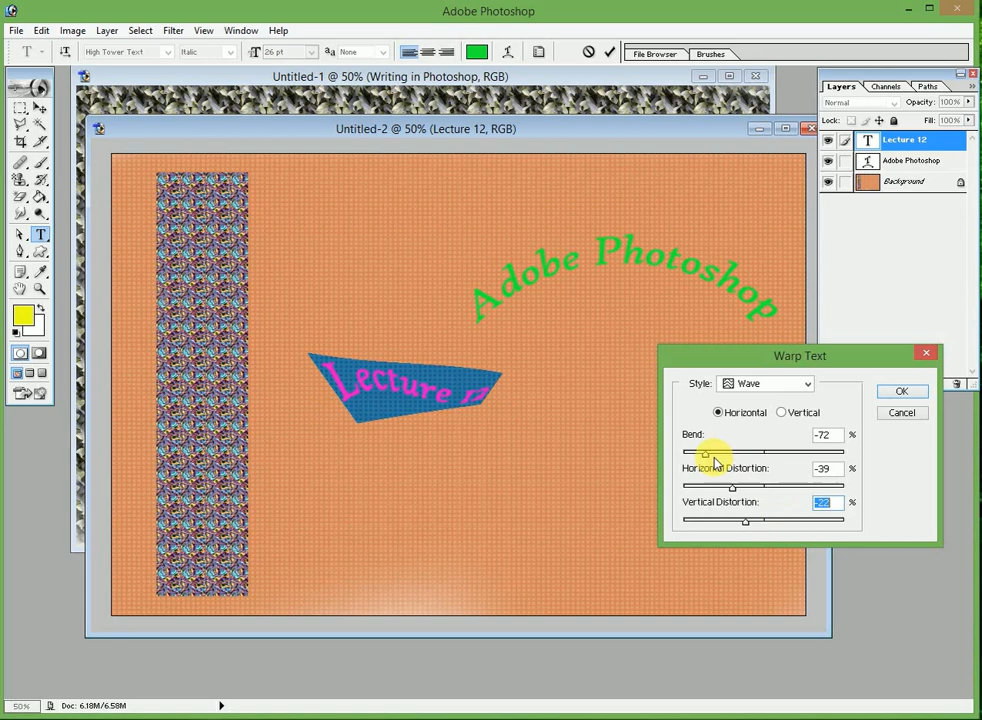 Adobe Photoshop
File Edit Image Layer Select Filter View Window Help
T High Tower Text Italic T 26 pt aa None File Browser Brushes
Untitled-1 @ 50% (Writing in Photoshop, RGB)
Untitled-2 @ 50% (Lecture 12, RGB)
Layers Channels Paths
Normal Opacity: 100%
Lock: Fill: 100%
T Lecture 12
Adobe Photoshop
Background
Adobe Photoshop
Lecture 12
Warp Text
Style: Wave OK
Horizontal Vertical Cancel
Bend: -72 %
Horizontal Distortion: -39 %
Vertical Distortion: -22 %
50% Doc: 6.18M/6.58M